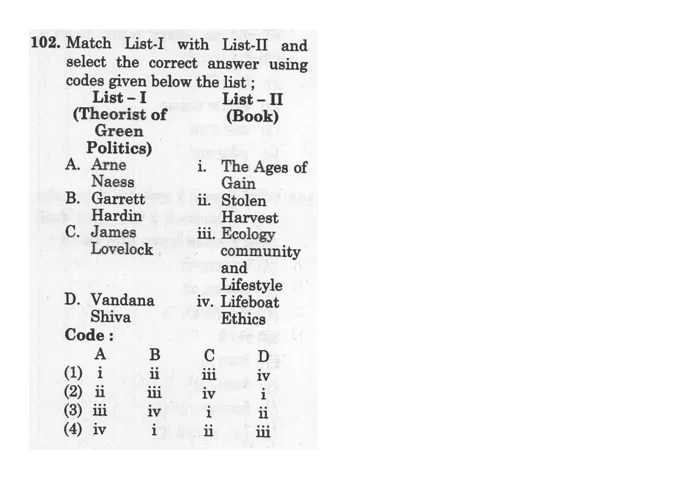 102. Match List-I with List-II and
select the correct answer using
codes given below the list ;
List – I List – II
(Theorist of (Book)
Green
Politics)
A. Arne i. The Ages of
Naess Gain
B. Garrett ii. Stolen
Hardin Harvest
C. James iii. Ecology
Lovelock community
and
Lifestyle
D. Vandana iv. Lifeboat
Shiva Ethics
Code :
A B C D
(1) i ii iii iv
(2) ii iii iv i
(3) iii iv i ii
(4) iv i ii iii